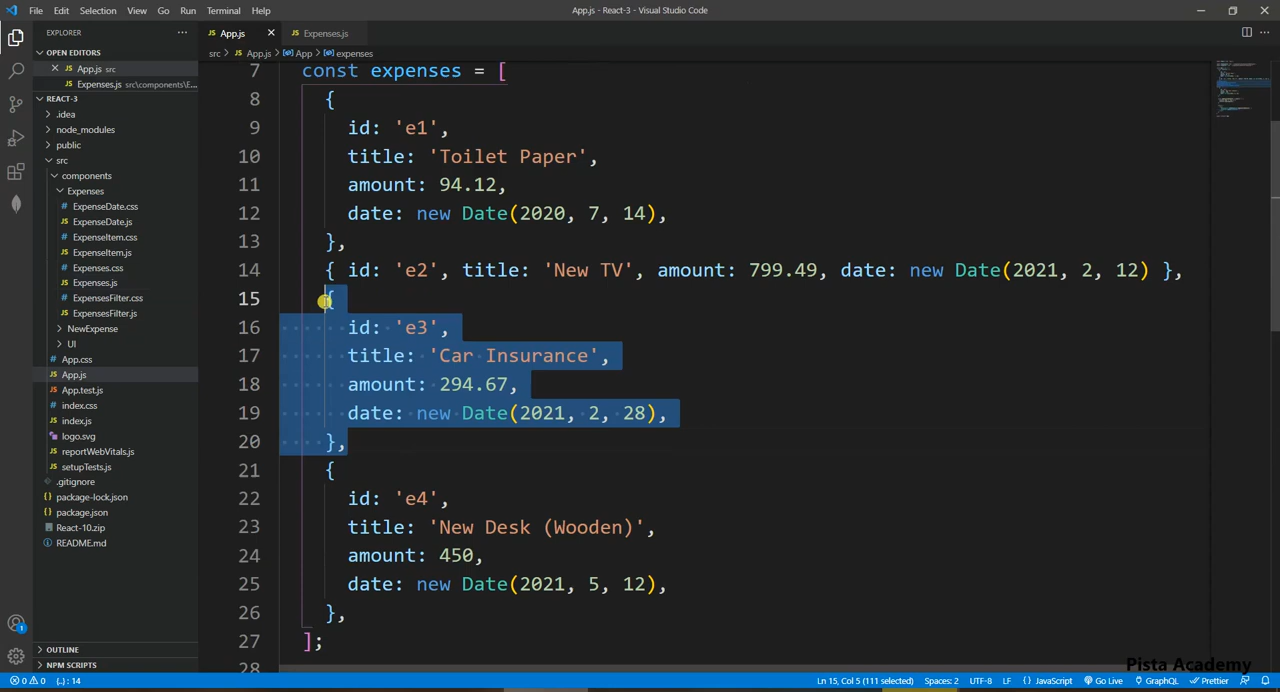 File Edit Selection View Go Run Terminal Help
App.js - React-3 - Visual Studio Code
EXPLORER
OPEN EDITORS
App.js src
Expenses.js src\components\E...
REACT-3
.idea
node_modules
public
src
components
Expenses
ExpenseDate.css
ExpenseDate.js
ExpenseItem.css
ExpenseItem.js
Expenses.css
Expenses.js
ExpensesFilter.css
ExpensesFilter.js
NewExpense
UI
App.css
App.js
App.test.js
index.css
index.js
logo.svg
reportWebVitals.js
setupTests.js
.gitignore
package-lock.json
package.json
React-10.zip
README.md
OUTLINE
NPM SCRIPTS
App.js Expenses.js
src > App.js > App > expenses
7 const expenses = [
8 {
9 id: 'e1',
10 title: 'Toilet Paper',
11 amount: 94.12,
12 date: new Date(2020, 7, 14),
13 },
14 { id: 'e2', title: 'New TV', amount: 799.49, date: new Date(2021, 2, 12) },
15 {
16 id: 'e3',
17 title: 'Car Insurance',
18 amount: 294.67,
19 date: new Date(2021, 2, 28),
20 },
21 {
22 id: 'e4',
23 title: 'New Desk (Wooden)',
24 amount: 450,
25 date: new Date(2021, 5, 12),
26 },
27 ];
28
Pista Academy
1
0 0 {..} : 14 Ln 15, Col 5 (111 selected) Spaces: 2 UTF-8 LF { } JavaScript Go Live GraphQL Prettier